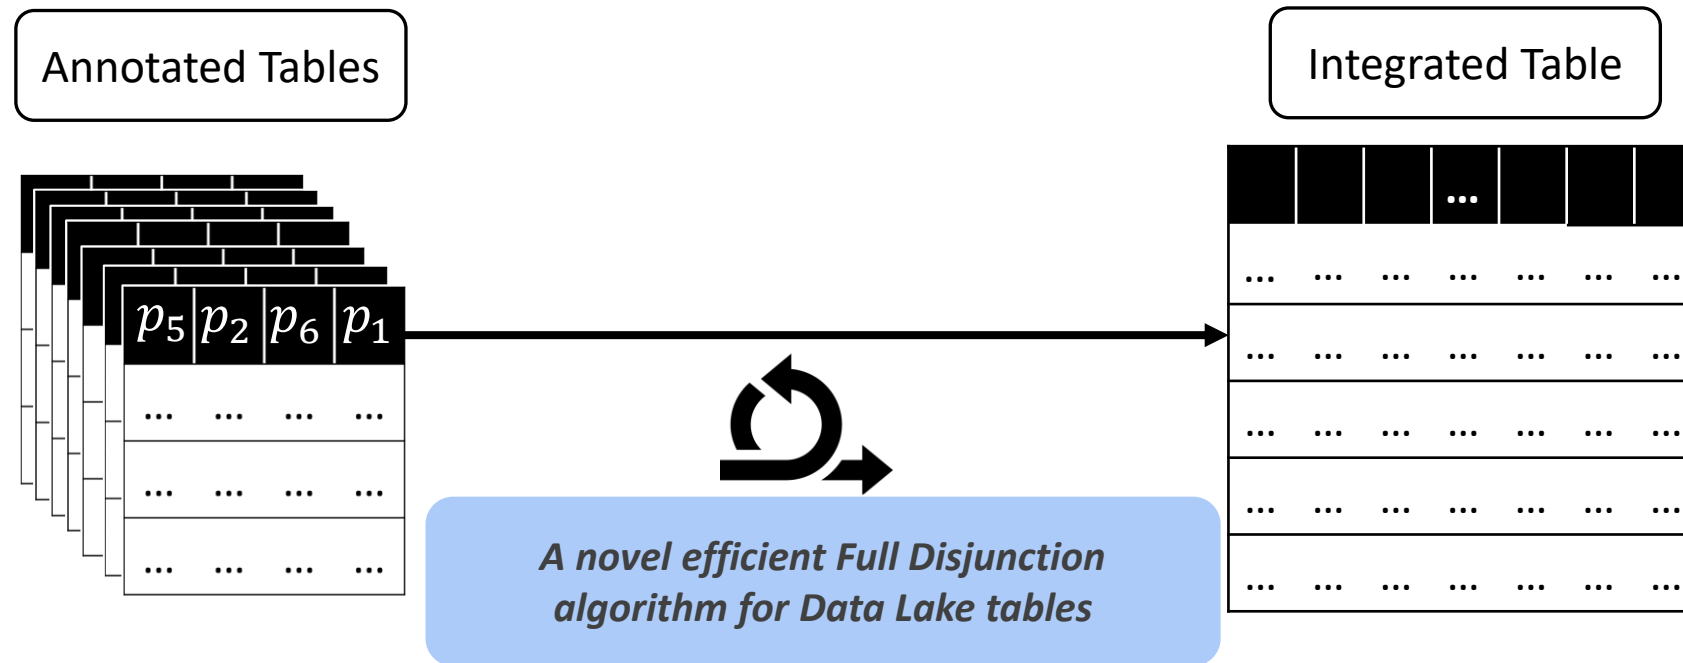 Annotated Tables
Integrated Table
...
... ... ... ... ... ... ...
p5 p2 p6 p1
... ... ... ... ... ... ...
... ... ... ...
... ... ... ... ... ... ...
... ... ... ...
... ... ... ... ... ... ...
... ... ... ...
... ... ... ... ... ... ...
A novel efficient Full Disjunction
algorithm for Data Lake tables